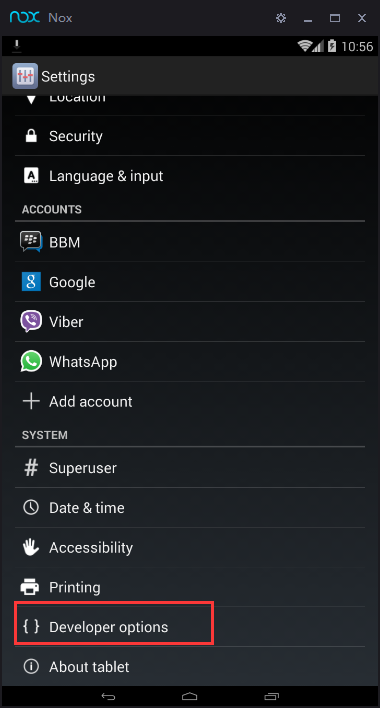 nox Nox
10:56
Settings
Location
Security
A Language & input
ACCOUNTS
BBM
8 Google
Viber
WhatsApp
Add account
SYSTEM
# Superuser
Date & time
Accessibility
Printing
{ } Developer options
About tablet